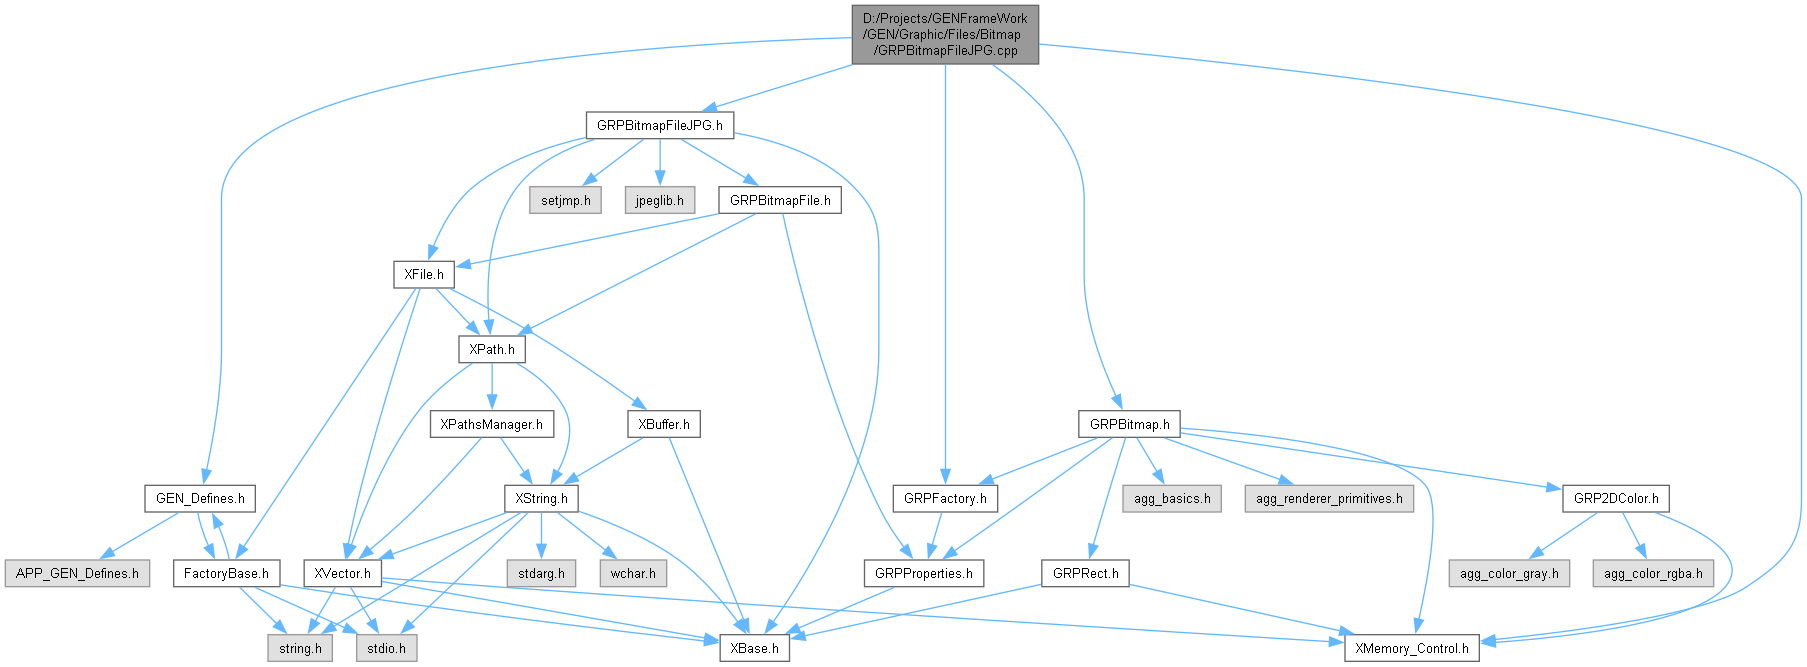 D:/Projects/GENFrameWork
/GEN/Graphic/Files/Bitmap
/GRPBitmapFileJPG.cpp
GRPBitmapFileJPG.h
setjmp.h
jpeglib.h
GRPBitmapFile.h
XFile.h
XPath.h
XPathsManager.h
XBuffer.h
GRPBitmap.h
GEN_Defines.h
XString.h
GRPFactory.h
agg_basics.h
agg_renderer_primitives.h
GRP2DColor.h
APP_GEN_Defines.h
FactoryBase.h
XVector.h
stdarg.h
wchar.h
GRPProperties.h
GRPRect.h
agg_color_gray.h
agg_color_rgba.h
string.h
stdio.h
XBase.h
XMemory_Control.h